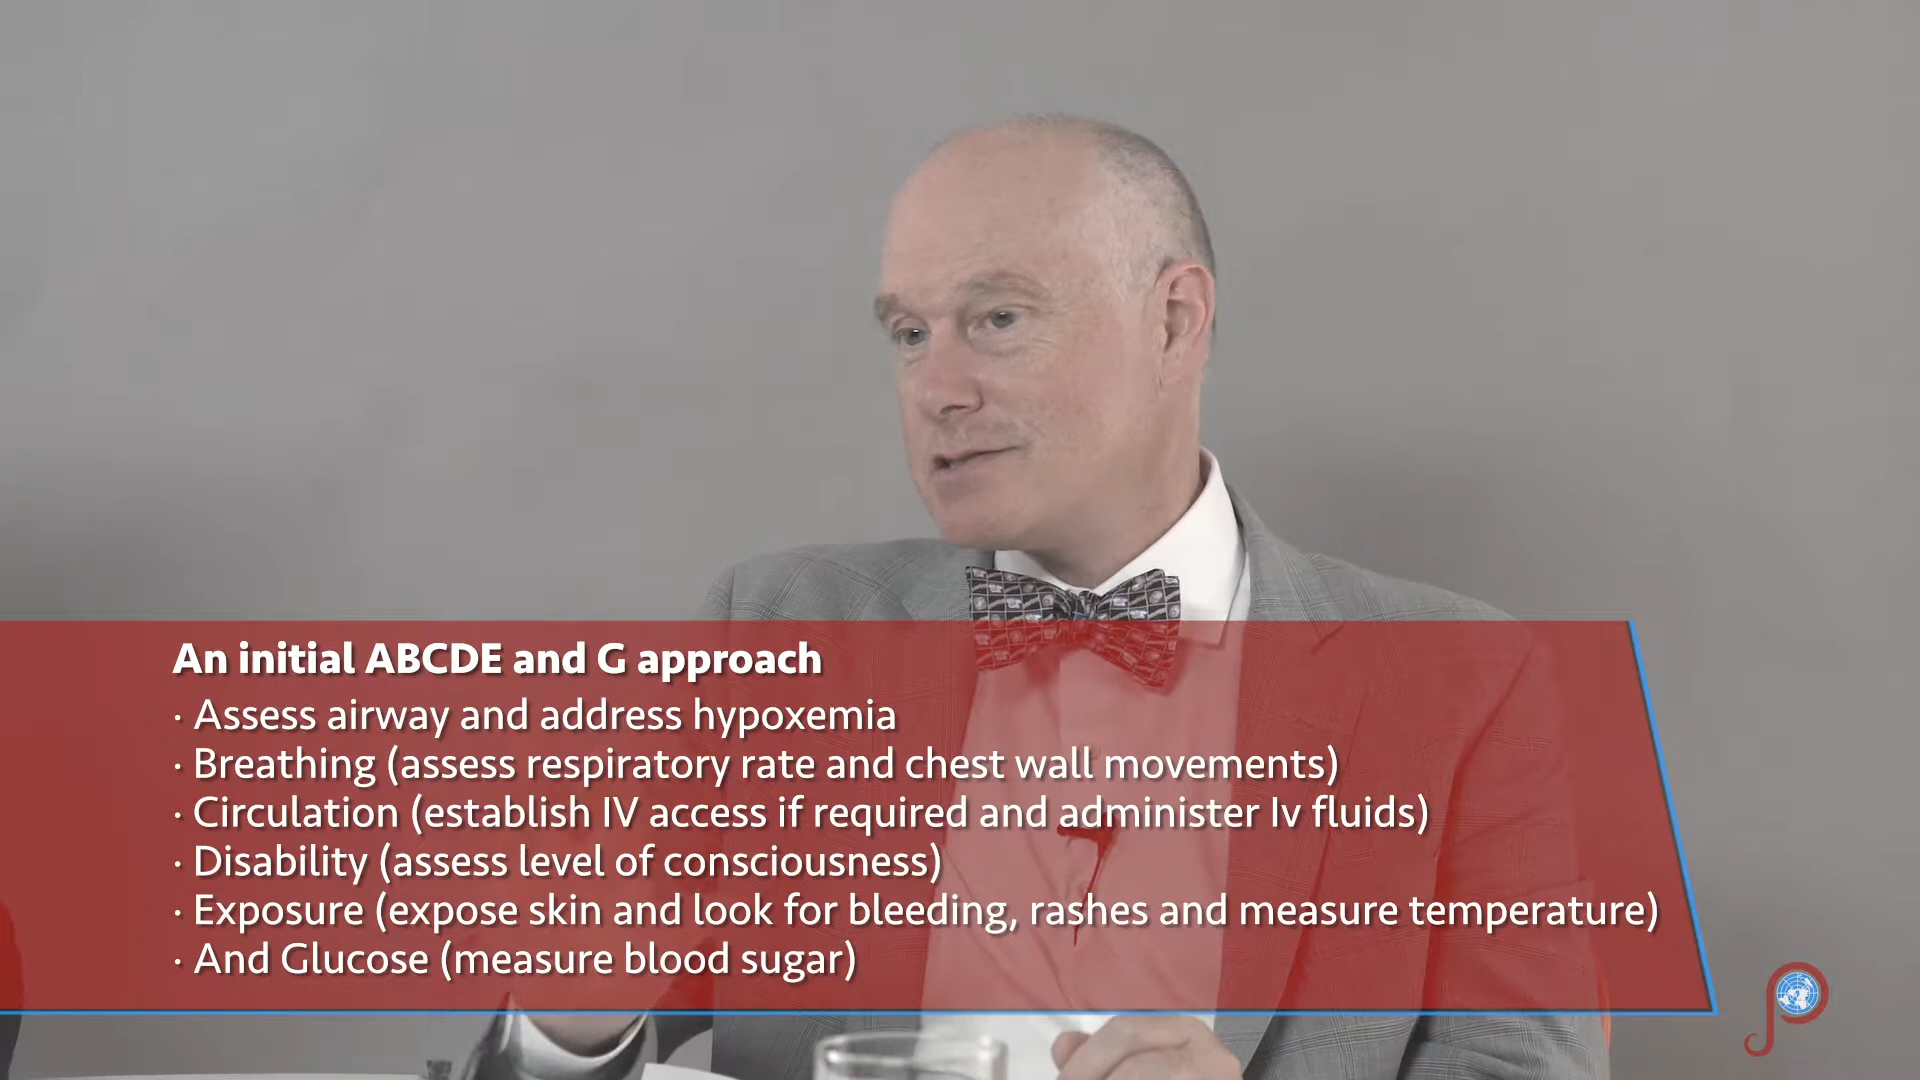 An initial ABCDE and G approach
· Assess airway and address hypoxemia
· Breathing (assess respiratory rate and chest wall movements)
· Circulation (establish IV access if required and administer Iv fluids)
· Disability (assess level of consciousness)
· Exposure (expose skin and look for bleeding, rashes and measure temperature)
· And Glucose (measure blood sugar)